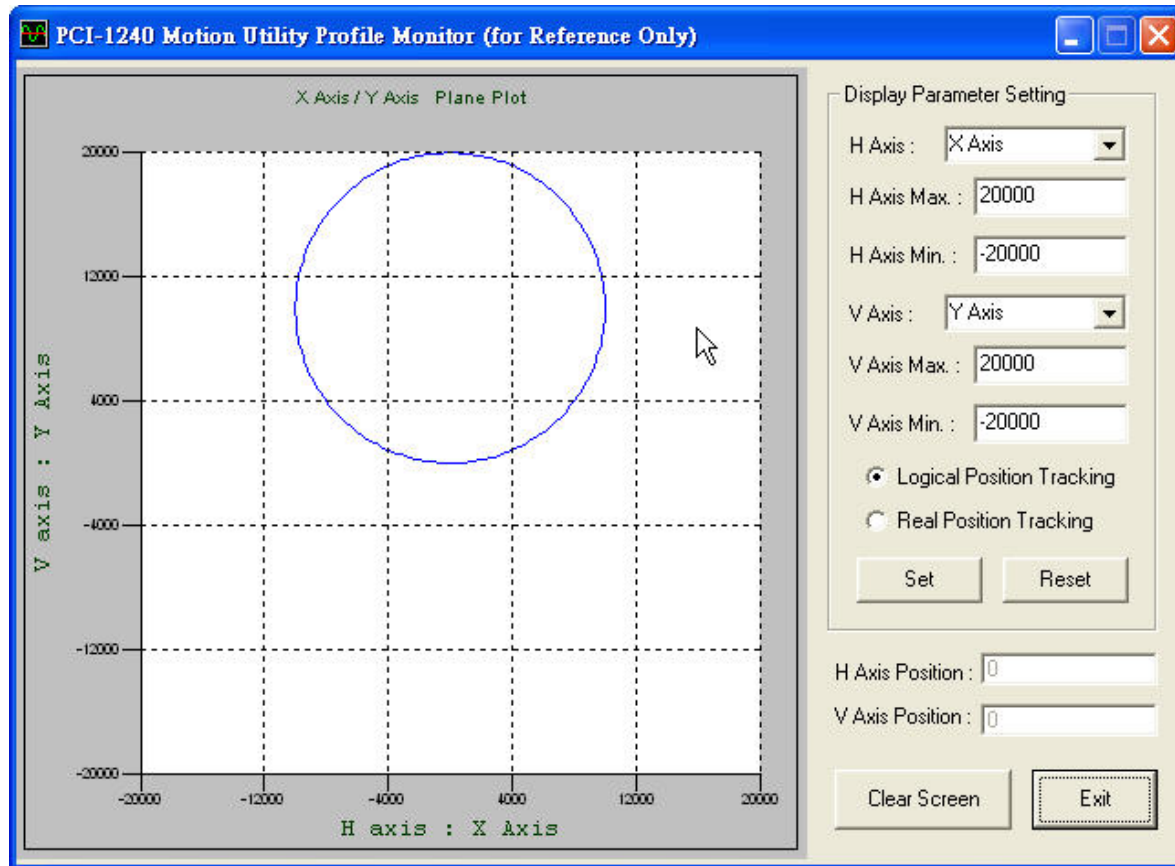 PCI-1240 Motion Utility Profile Monitor (for Reference Only)
X Axis / Y Axis Plane Plot
20000
12000
4000
-4000
-12000
-20000
-20000
-12000
-4000
4000
12000
20000
V axis : Y Axis
H axis : X Axis
Display Parameter Setting
H Axis : X Axis
H Axis Max. : 20000
H Axis Min. : -20000
V Axis : Y Axis
V Axis Max. : 20000
V Axis Min. : -20000
Logical Position Tracking
Real Position Tracking
Set Reset
H Axis Position : 0
V Axis Position : 0
Clear Screen Exit